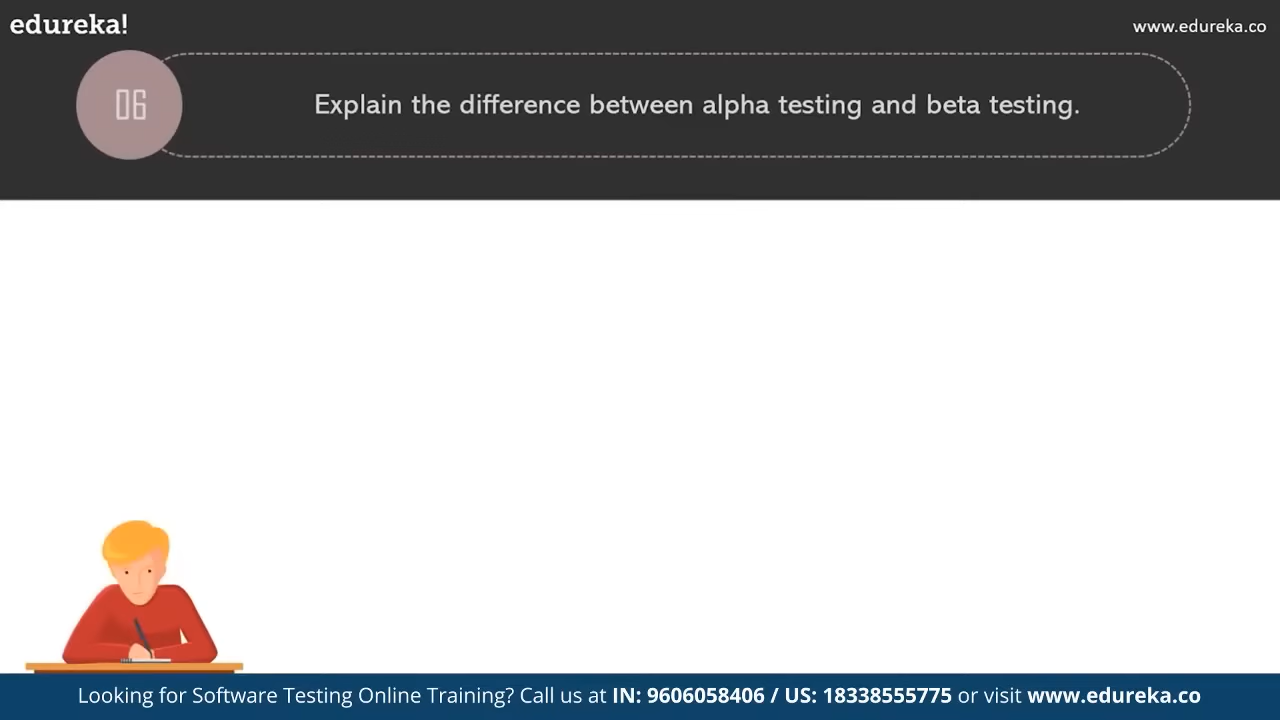 edureka!
www.edureka.co
06
Explain the difference between alpha testing and beta testing.
Looking for Software Testing Online Training? Call us at IN: 9606058406 / US: 18338555775 or visit www.edureka.co